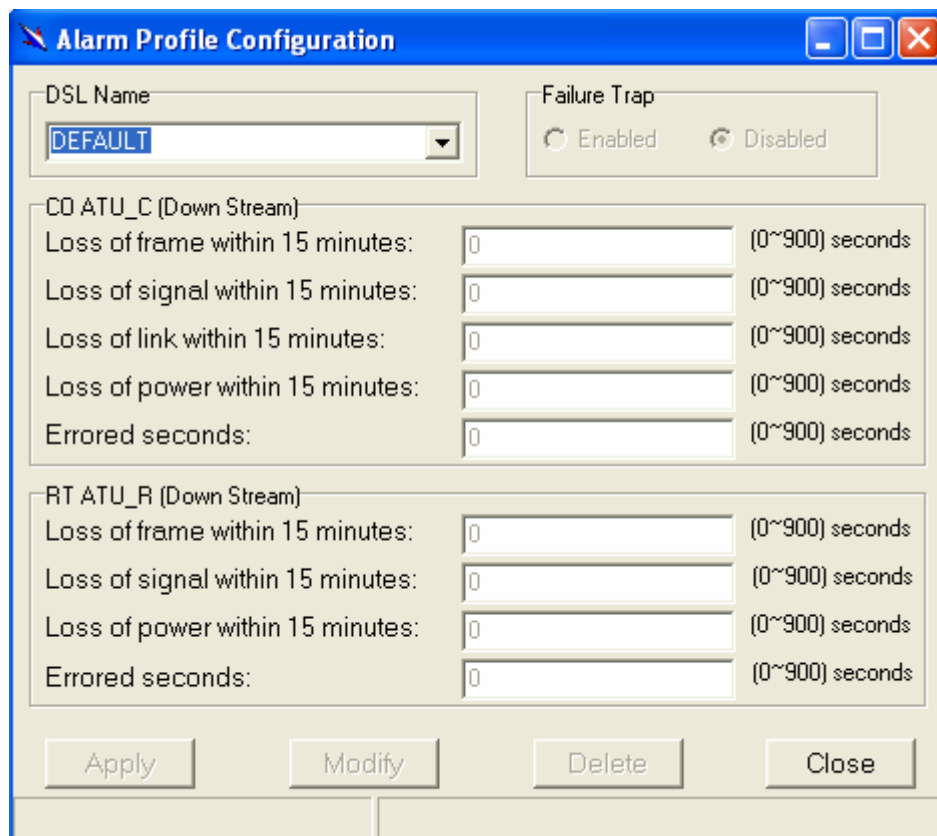 Alarm Profile Configuration
DSL Name
Failure Trap
DEFAULT
Enabled
Disabled
CO ATU_C (Down Stream)
Loss of frame within 15 minutes: 0 (0~900) seconds
Loss of signal within 15 minutes: 0 (0~900) seconds
Loss of link within 15 minutes: 0 (0~900) seconds
Loss of power within 15 minutes: 0 (0~900) seconds
Errored seconds: 0 (0~900) seconds
RT ATU_R (Down Stream)
Loss of frame within 15 minutes: 0 (0~900) seconds
Loss of signal within 15 minutes: 0 (0~900) seconds
Loss of power within 15 minutes: 0 (0~900) seconds
Errored seconds: 0 (0~900) seconds
Apply Modify Delete Close